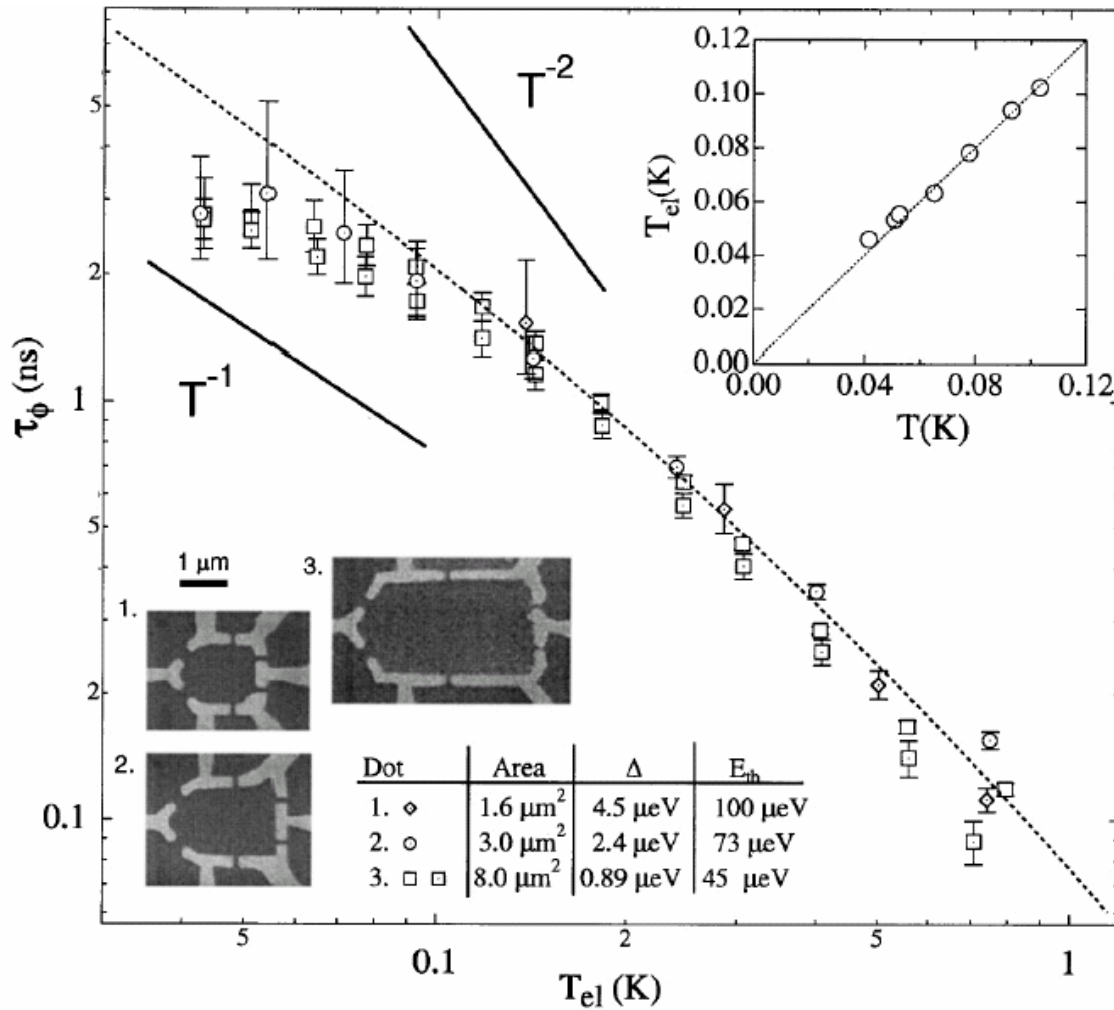 T⁻²
T⁻¹
τϕ (ns)
5
2
1
5
2
0.1
5
0.1
2
5
1
Tel (K)
0.12
0.10
0.08
0.06
0.04
0.02
0.00
0.00
0.04
0.08
0.12
Tel(K)
T(K)
1 μm
1.
2.
3.
Dot Area Δ Eth
1. ◇ 1.6 μm² 4.5 μeV 100 μeV
2. ○ 3.0 μm² 2.4 μeV 73 μeV
3. □ □ 8.0 μm² 0.89 μeV 45 μeV